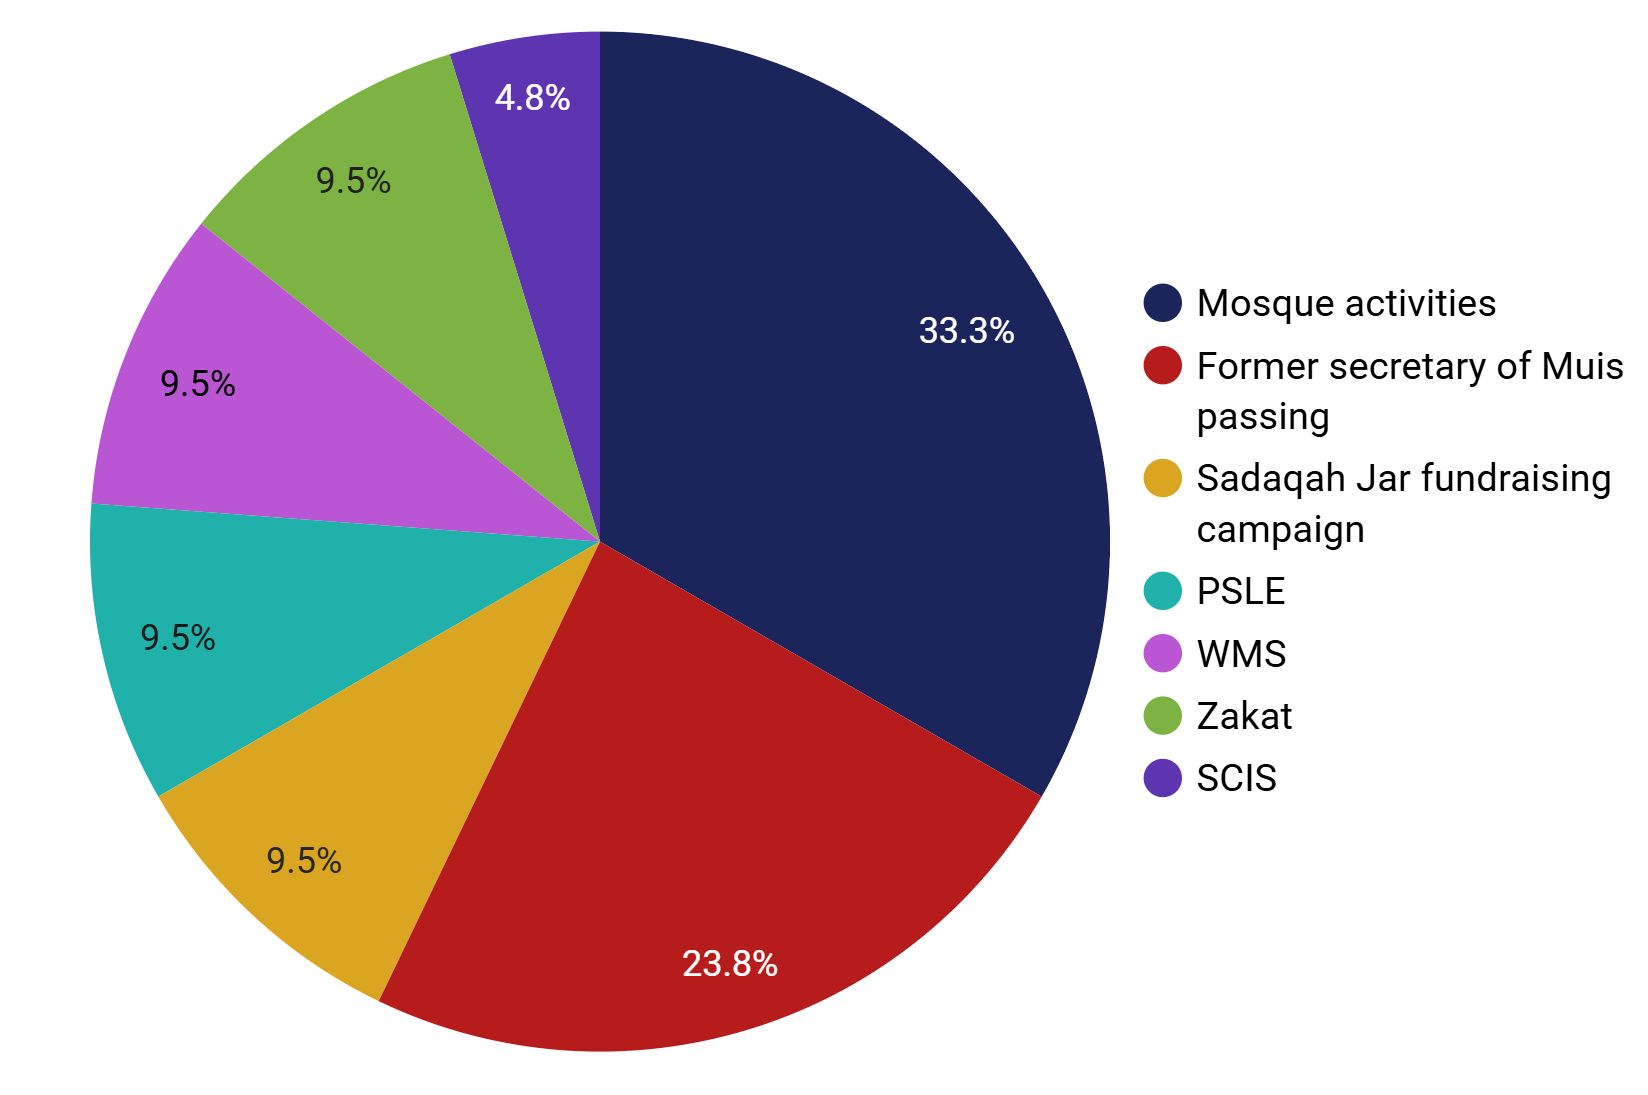 4.8%
9.5%
33.3%
9.5%
9.5%
9.5%
23.8%
Mosque activities
Former secretary of Muis
passing
Sadaqah Jar fundraising
campaign
PSLE
WMS
Zakat
SCIS